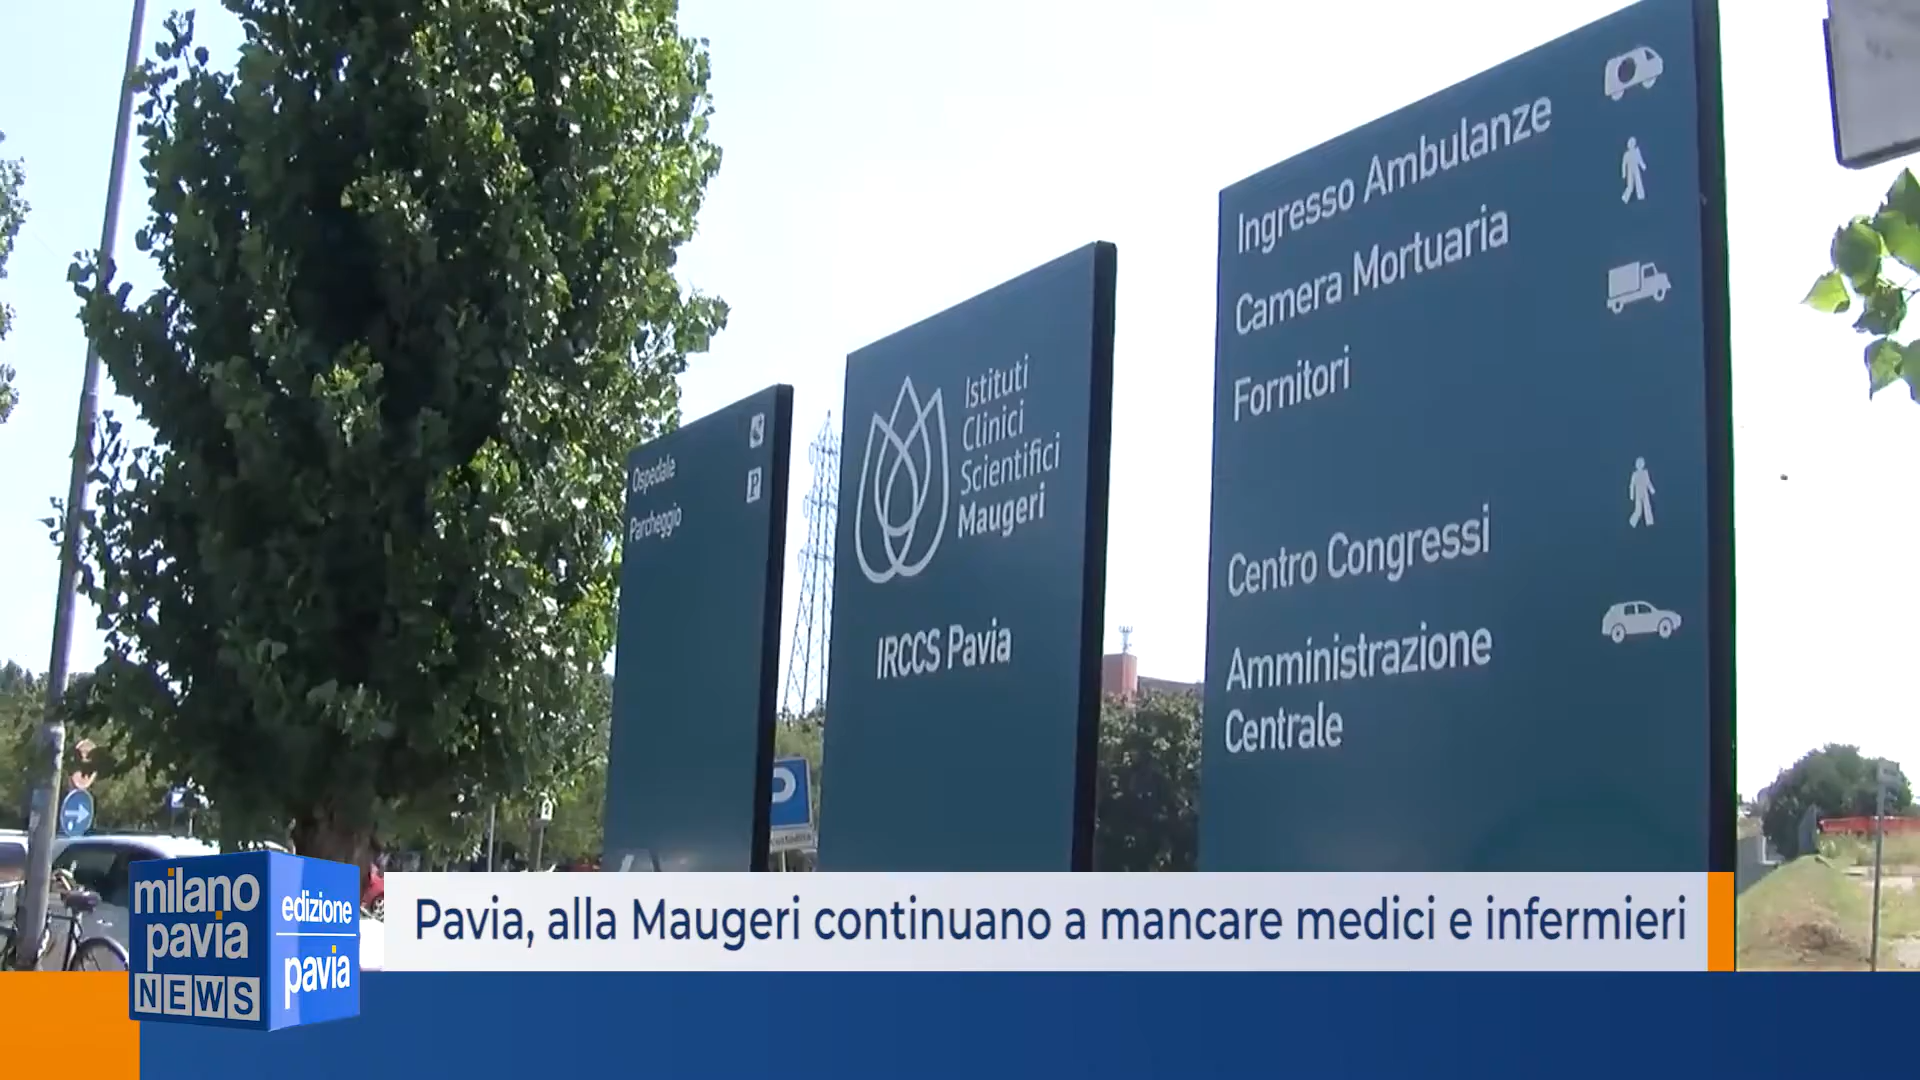 Ingresso Ambulanze
Camera Mortuaria
Fornitori
Centro Congressi
Amministrazione
Centrale
Istituti
Clinici
Scientifici
Maugeri
IRCCS Pavia
Ospedale
Parcheggio
P
milano
pavia
NEWS
edizione
pavia
Pavia, alla Maugeri continuano a mancare medici e infermieri